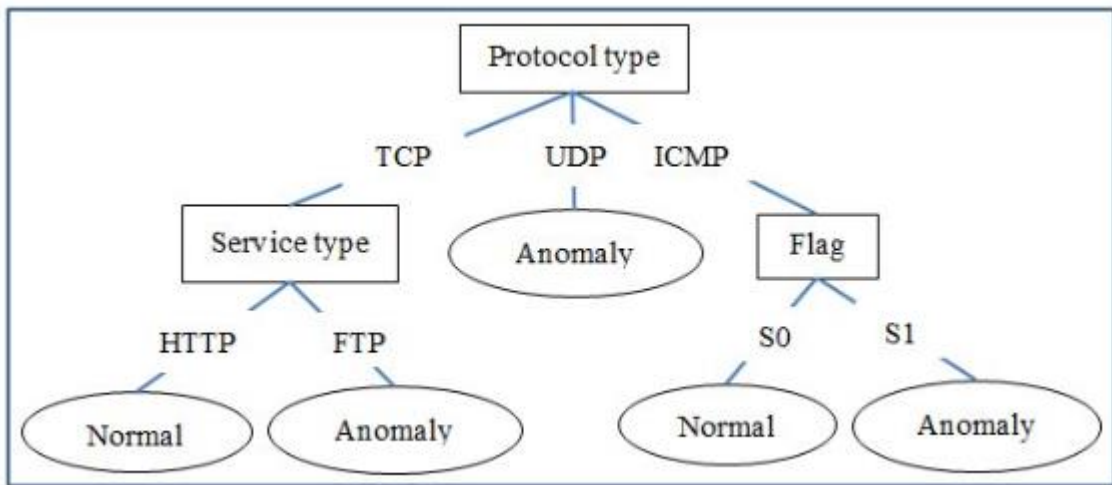 Protocol type
TCP
UDP
ICMP
Service type
Anomaly
Flag
HTTP
FTP
S0
S1
Normal
Anomaly
Normal
Anomaly